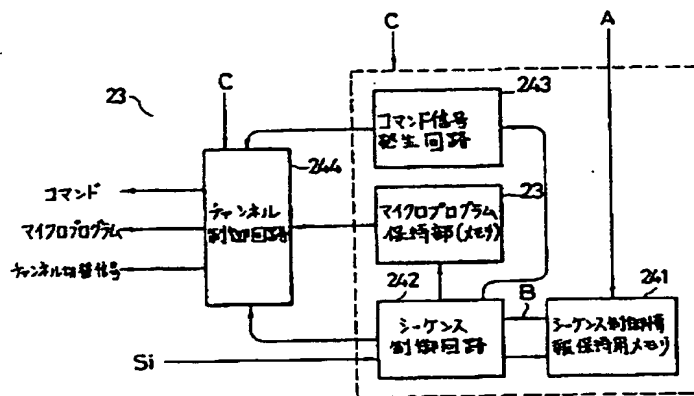 C
A
23
C
243
コマンド信号
発生回路
244
コマンド
マイクロプログラム
チャンネル切替信号
チャンネル
制御回路
23
マイクロプログラム
保持部(メモリ)
242
B
241
シーケンス
制御回路
シーケンス制御情
報保持用メモリ
Si